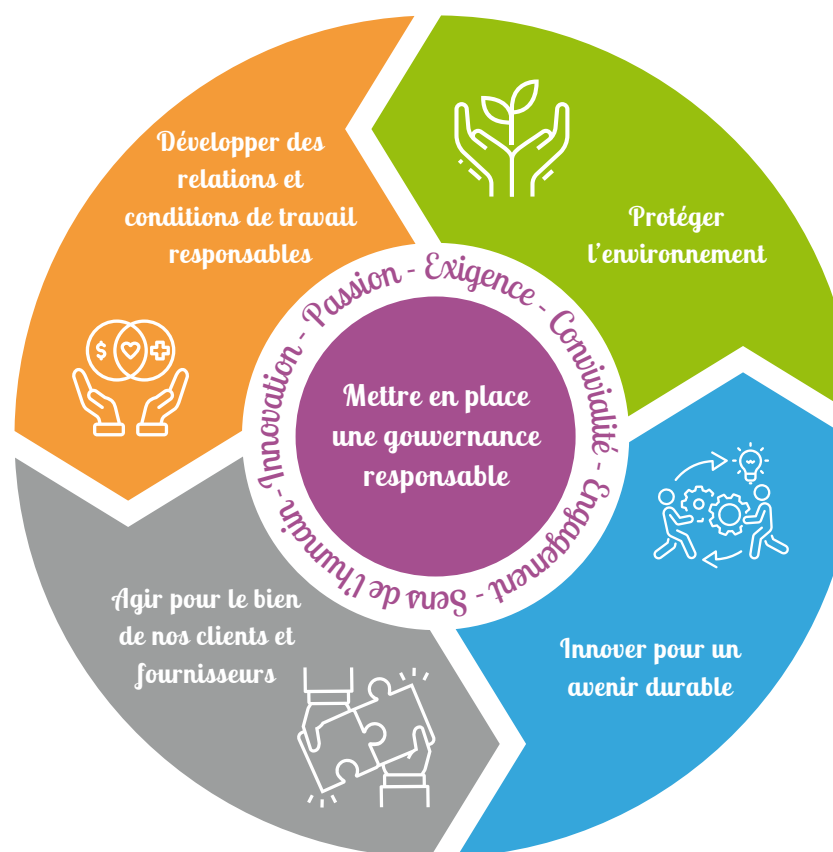 Développer des
relations et
conditions de travail
responsables
Protéger
l'environnement
Innovation - Passion - Exigence - Convivialité - Engagement - Sens de l'humain -
Mettre en place
une gouvernance
responsable
$
Agir pour le bien
de nos clients et
fournisseurs
Innover pour un
avenir durable